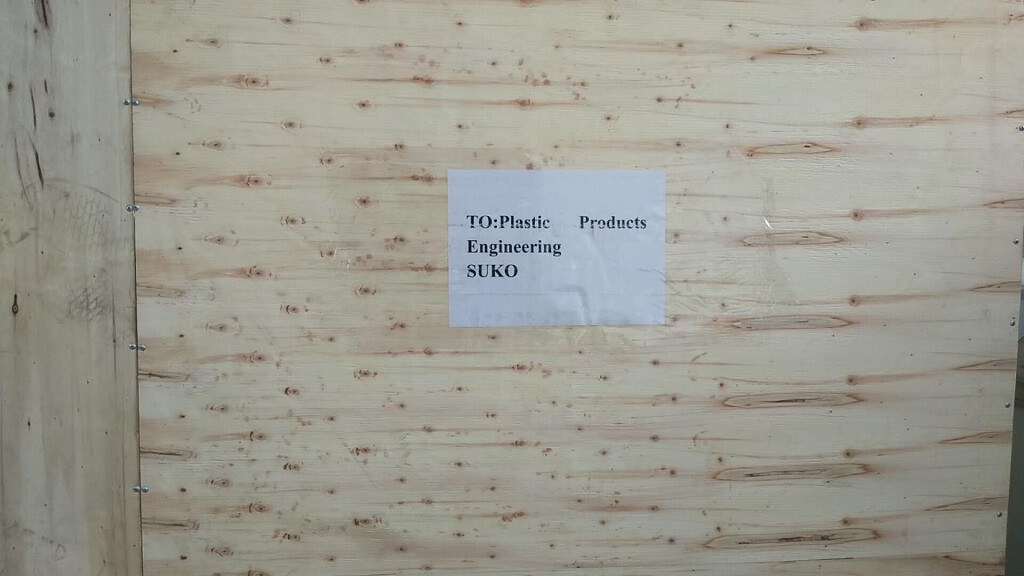 TO:Plastic Products
Engineering
SUKO